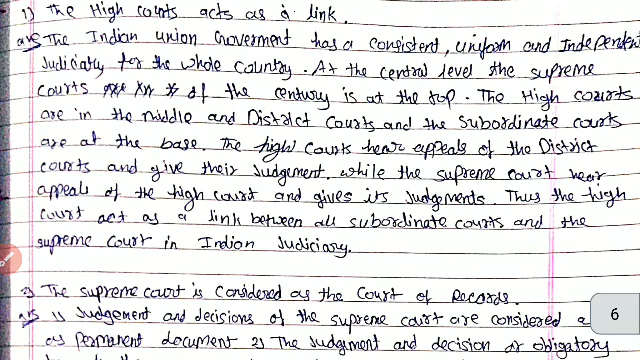 1) The High courts acts as a link.
ans The Indian union Goverment has a consistent, uniform and Independent
Judiciary for the whole country. At the central level the supreme
courts of the century is at the top. The High courts
are in the middle and District courts and the Subordinate courts
are at the base. The high courts hear appeals of the District
courts and give their Judgement. while the supreme court hear
appeals of the high court and gives its Judgements. Thus the high
court act as a link between all subordinate courts and the
supreme court in Indian Judiciary.
2) The supreme court is considered as the Court of Records.
ans 1) Judgement and decisions of the supreme court are considered a
as permanent document 2) The Judgment and decision or obligatory
6